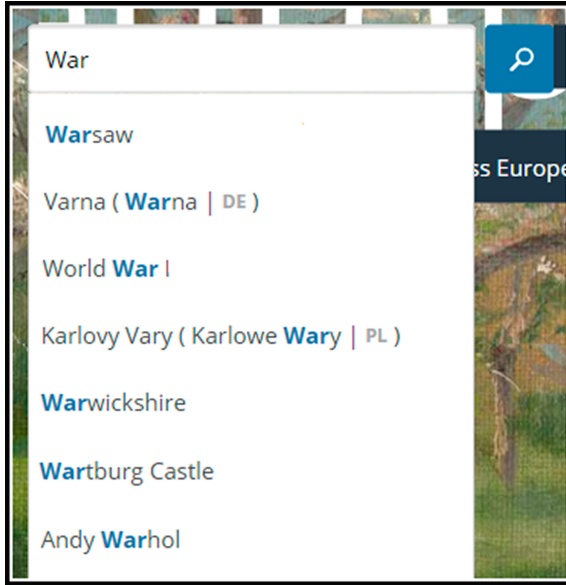 War
Warsaw
ss Europe
Varna ( Warna | DE )
World War I
Karlovy Vary ( Karlowe Wary | PL )
Warwickshire
Wartburg Castle
Andy Warhol